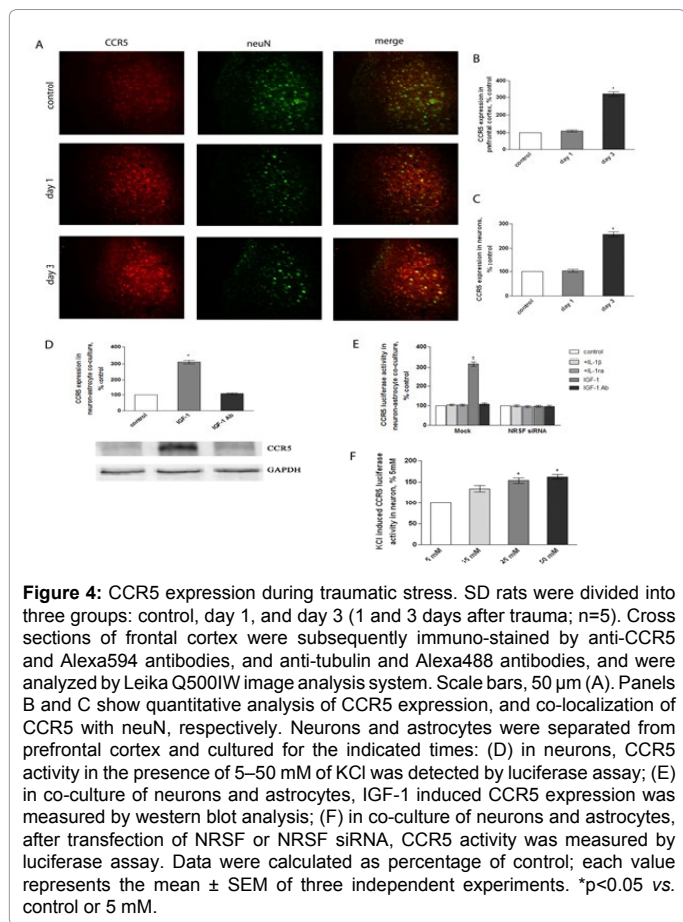 A
CCR5 neuN merge
control
day 1
day 3
B
CCR5 expression in
prefrontal cortex, % control
400
300
200
100
0
*
control day 1 day 3
C
CCR5 expression in neurons,
% control
300
200
100
0
*
control day 1 day 3
D
CCR5 expression in
neuron-astrocyte co-culture,
% control
400
300
200
100
0
*
control IGF-1 IGF-1 Ab
CCR5
GAPDH
E
CCR5 luciferase activity in
neuron-astrocyte co-culture,
% control
400
300
200
100
0
Mock NRSF siRNA
control
+IL-1β
+IL-1ra
IGF-1
IGF-1 Ab
F
KCl induced CCR5 luciferase
activity in neuron, % 5mM
200
150
100
50
0
* *
5 mM 25 mM 50 mM
Figure 4: CCR5 expression during traumatic stress. SD rats were divided into
three groups: control, day 1, and day 3 (1 and 3 days after trauma; n=5). Cross
sections of frontal cortex were subsequently immuno-stained by anti-CCR5
and Alexa594 antibodies, and anti-tubulin and Alexa488 antibodies, and were
analyzed by Leika Q500IW image analysis system. Scale bars, 50 μm (A). Panels
B and C show quantitative analysis of CCR5 expression, and co-localization of
CCR5 with neuN, respectively. Neurons and astrocytes were separated from
prefrontal cortex and cultured for the indicated times: (D) in neurons, CCR5
activity in the presence of 5–50 mM of KCl was detected by luciferase assay; (E)
in co-culture of neurons and astrocytes, IGF-1 induced CCR5 expression was
measured by western blot analysis; (F) in co-culture of neurons and astrocytes,
after transfection of NRSF or NRSF siRNA, CCR5 activity was measured by
luciferase assay. Data were calculated as percentage of control; each value
represents the mean ± SEM of three independent experiments. *p<0.05 vs.
control or 5 mM.